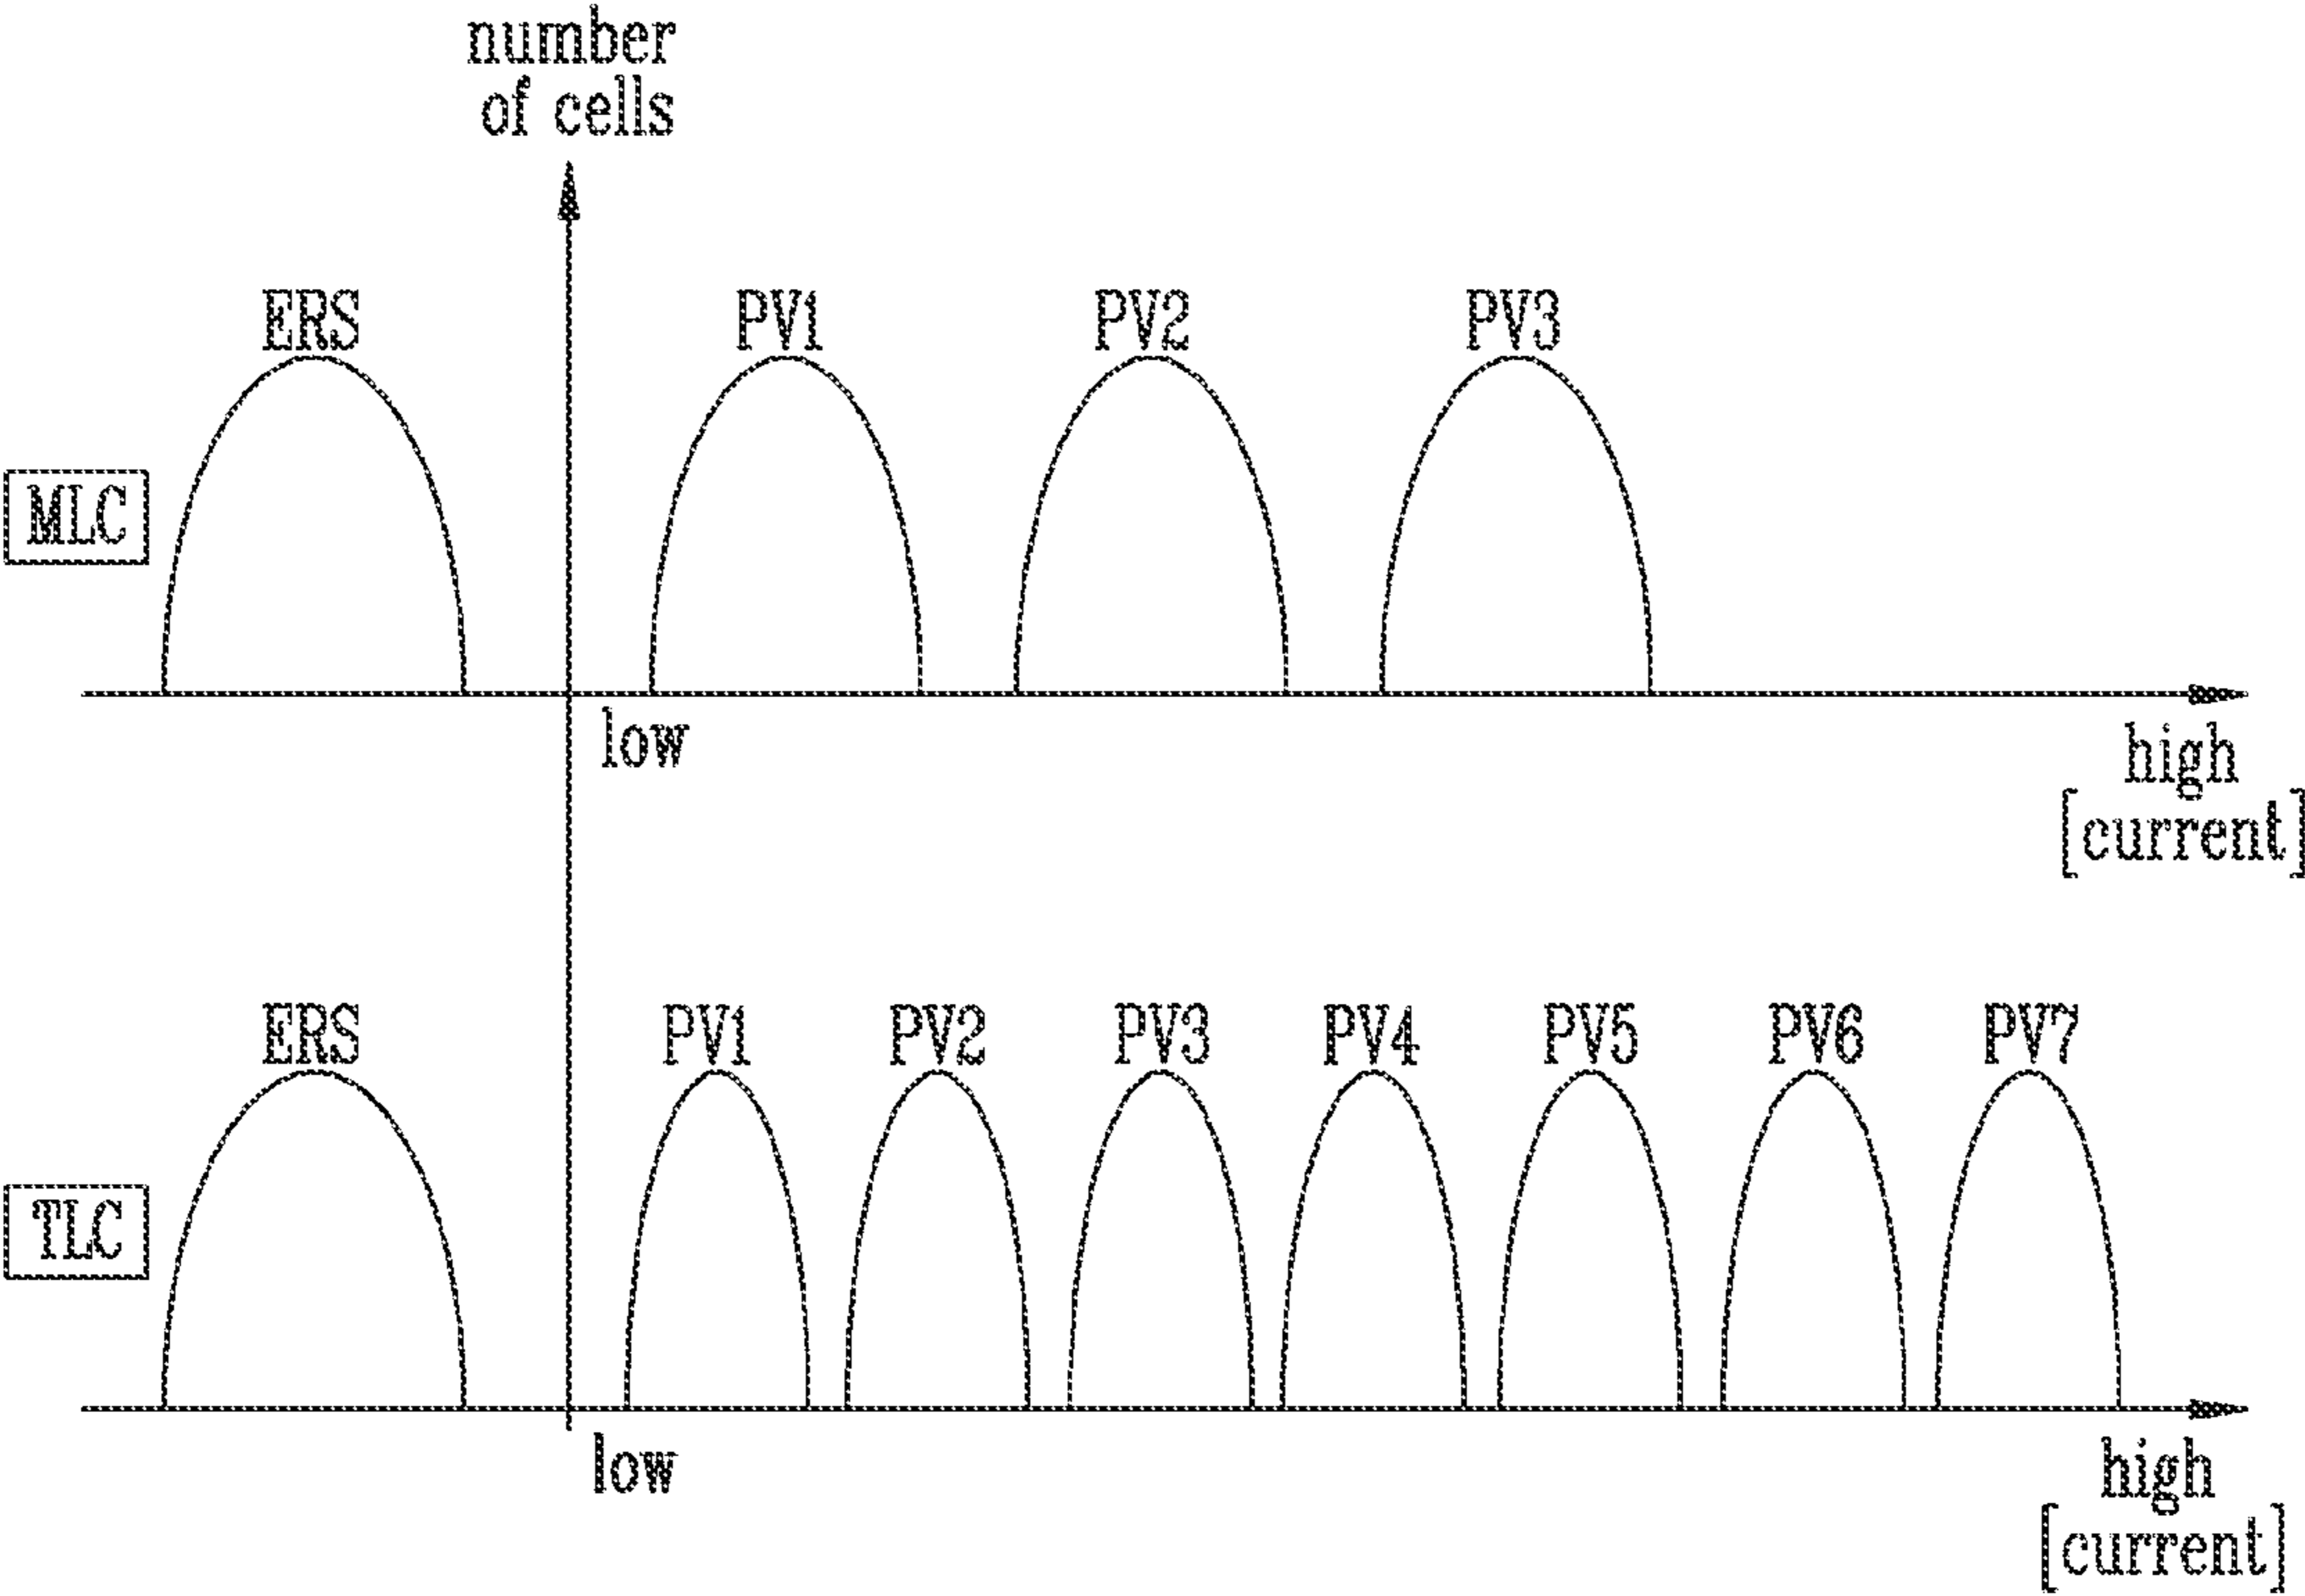 number
of cells
ERS PV1 PV2 PV3
MLC
low
high
[current]
ERS PV1 PV2 PV3 PV4 PV5 PV6 PV7
TLC
low
high
[current]